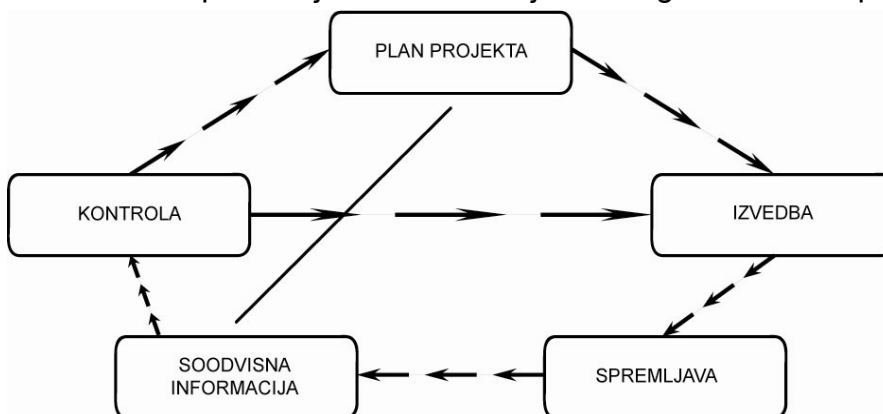 PLAN PROJEKTA
KONTROLA
IZVEDBA
SOODVISNA
INFORMACIJA
SPREMLJAVA